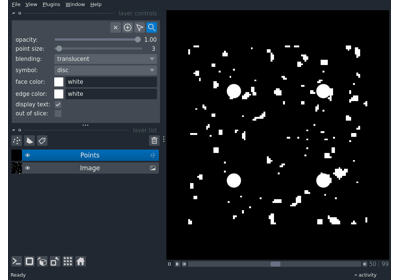 File View Plugins Window Help
layer controls
opacity: 1.00
point size: 3
blending: translucent
symbol: disc
face color: white
edge color: white
display text:
out of slice:
layer list
Points
Image
50 99
Ready
activity